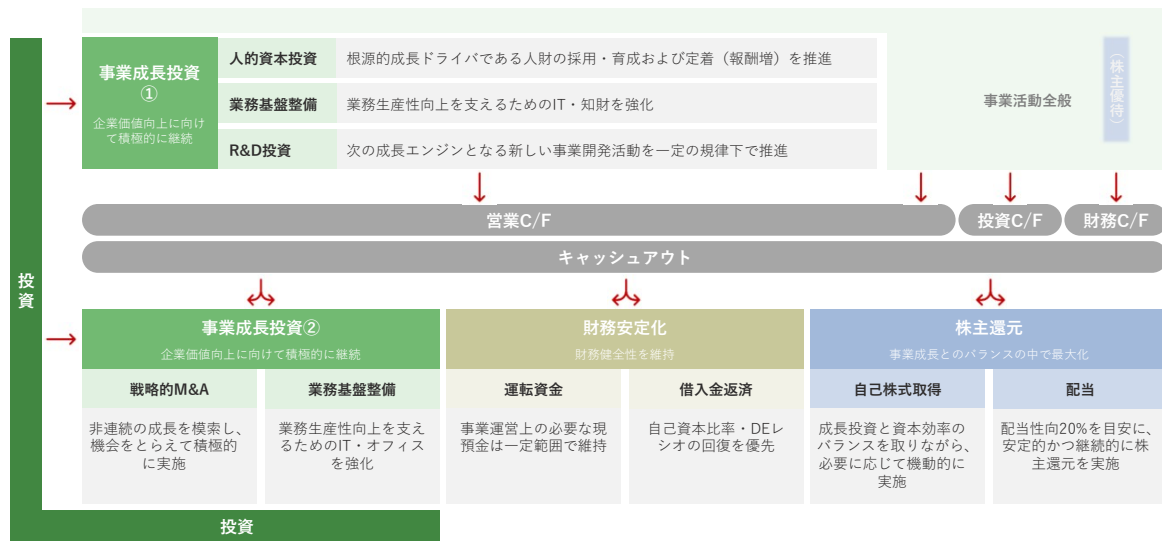 投資
事業成長投資
①
企業価値向上に向け
て積極的に継続
人的資本投資
根源的成長ドライバである人財の採用・育成および定着（報酬増）を推進
業務基盤整備
業務生産性向上を支えるためのIT・知財を強化
R&D投資
次の成長エンジンとなる新しい事業開発活動を一定の規律下で推進
事業活動全般
（株主優待）
営業C/F
投資C/F
財務C/F
キャッシュアウト
事業成長投資②
企業価値向上に向けて積極的に継続
戦略的M&A
非連続の成長を模索し、
機会をとらえて積極的
に実施
業務基盤整備
業務生産性向上を支え
るためのIT・オフィス
を強化
財務安定化
財務健全性を維持
運転資金
事業運営上の必要な現
預金は一定範囲で維持
借入金返済
自己資本比率・DEレ
シオの回復を優先
株主還元
事業成長とのバランスの中で最大化
自己株式取得
成長投資と資本効率の
バランスを取りながら、
必要に応じて機動的に
実施
配当
配当性向20%を目安に、
安定的かつ継続的に株
主還元を実施
投資